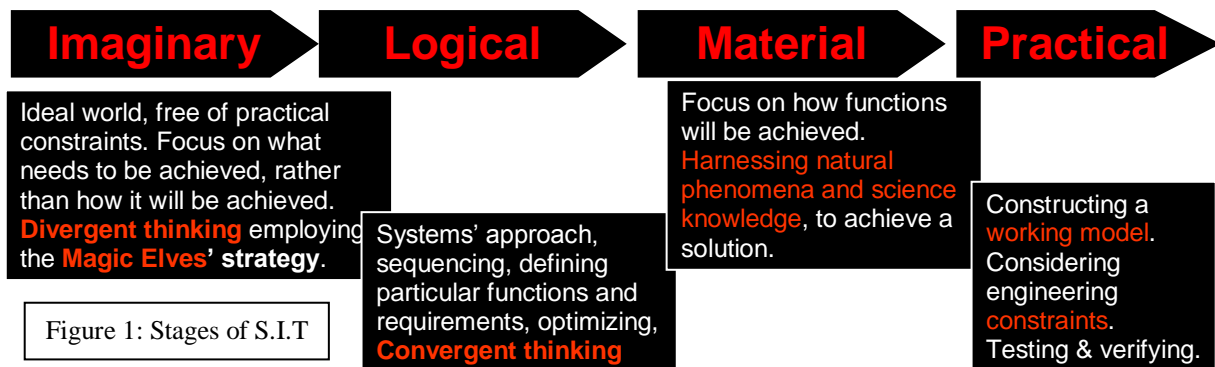 Imaginary
Logical
Material
Practical
Ideal world, free of practical
constraints. Focus on what
needs to be achieved, rather
than how it will be achieved.
Divergent thinking employing
the Magic Elves' strategy.
Systems' approach,
sequencing, defining
particular functions and
requirements, optimizing,
Convergent thinking
Focus on how functions
will be achieved.
Harnessing natural
phenomena and science
knowledge, to achieve a
solution.
Constructing a
working model.
Considering
engineering
constraints.
Testing & verifying.
Figure 1: Stages of S.I.T